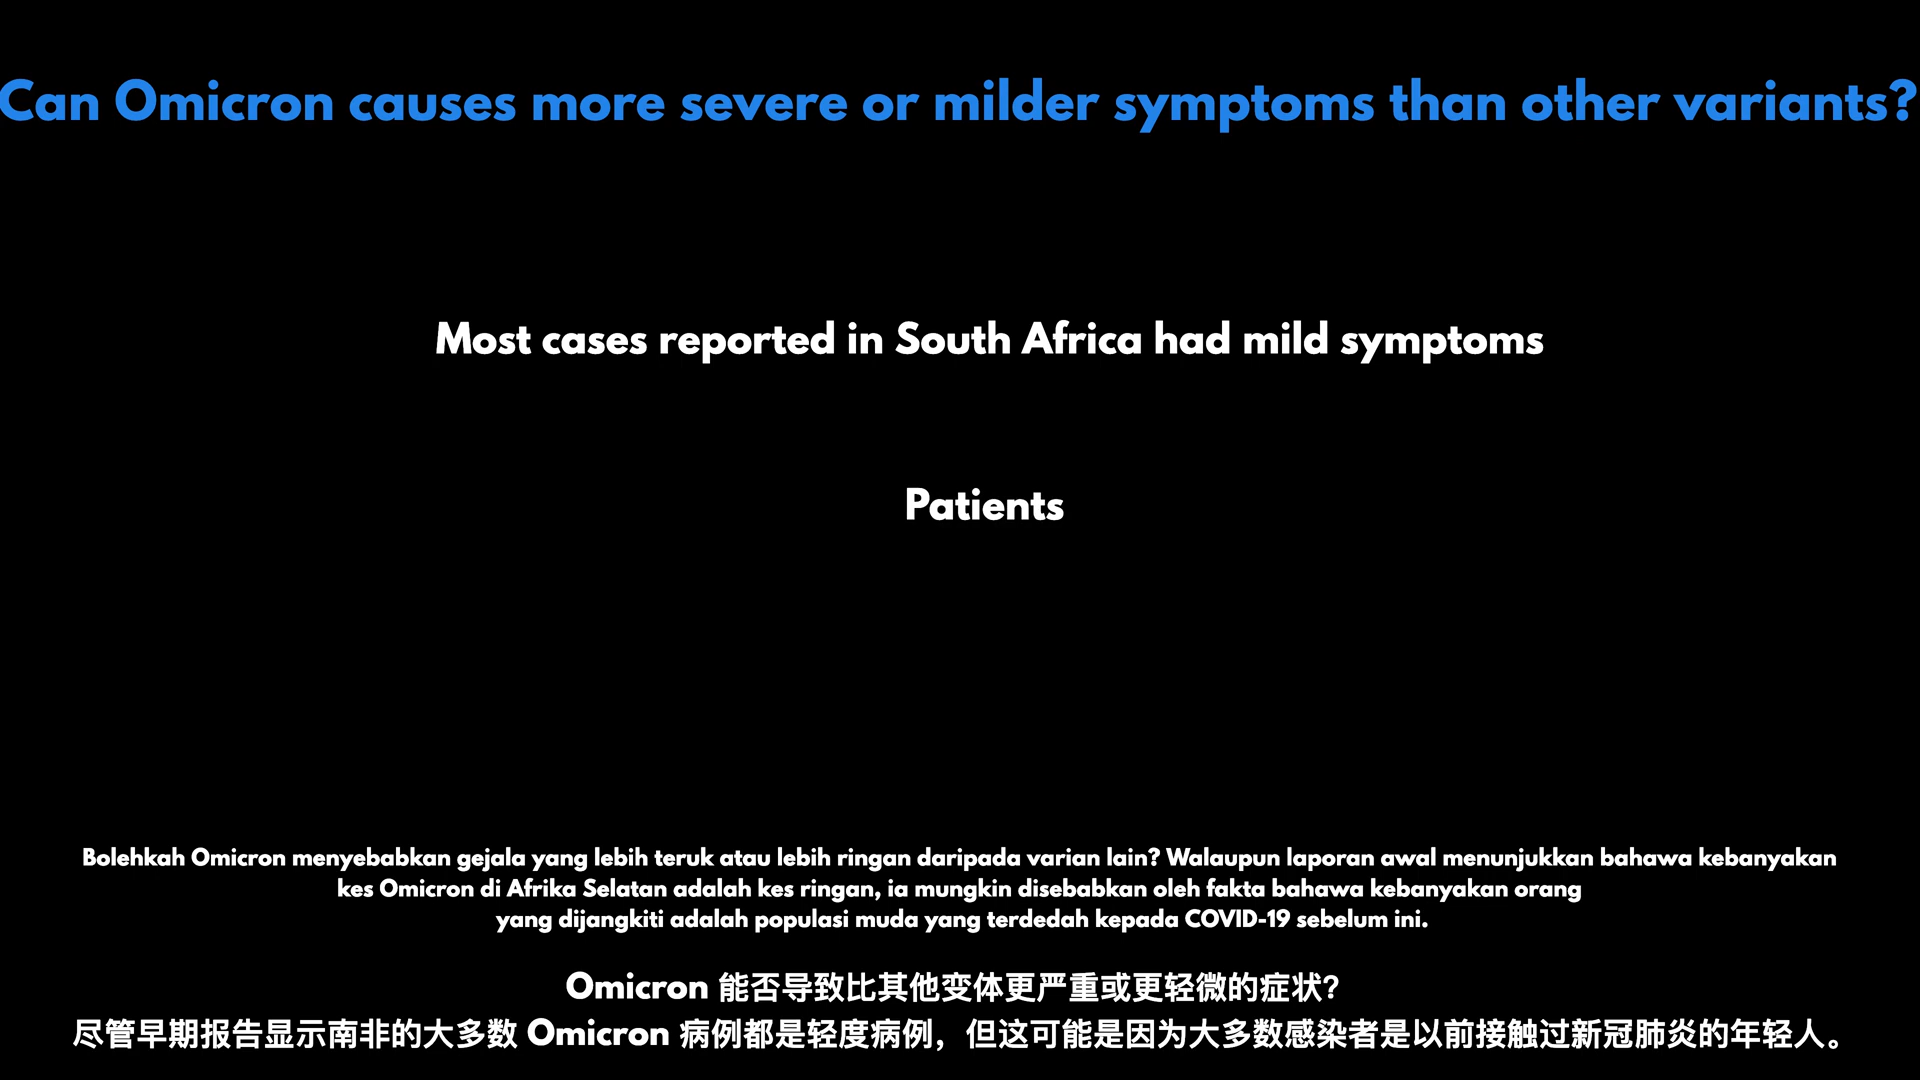 Can Omicron causes more severe or milder symptoms than other variants?
Most cases reported in South Africa had mild symptoms
Patients
Bolehkah Omicron menyebabkan gejala yang lebih teruk atau lebih ringan daripada varian lain? Walaupun laporan awal menunjukkan bahawa kebanyakan
kes Omicron di Afrika Selatan adalah kes ringan, ia mungkin disebabkan oleh fakta bahawa kebanyakan orang
yang dijangkiti adalah populasi muda yang terdedah kepada COVID-19 sebelum ini.
Omicron 能否导致比其他变体更严重或更轻微的症状?
尽管早期报告显示南非的大多数 Omicron 病例都是轻度病例，但这可能是因为大多数感染者是以前接触过新冠肺炎的年轻人。